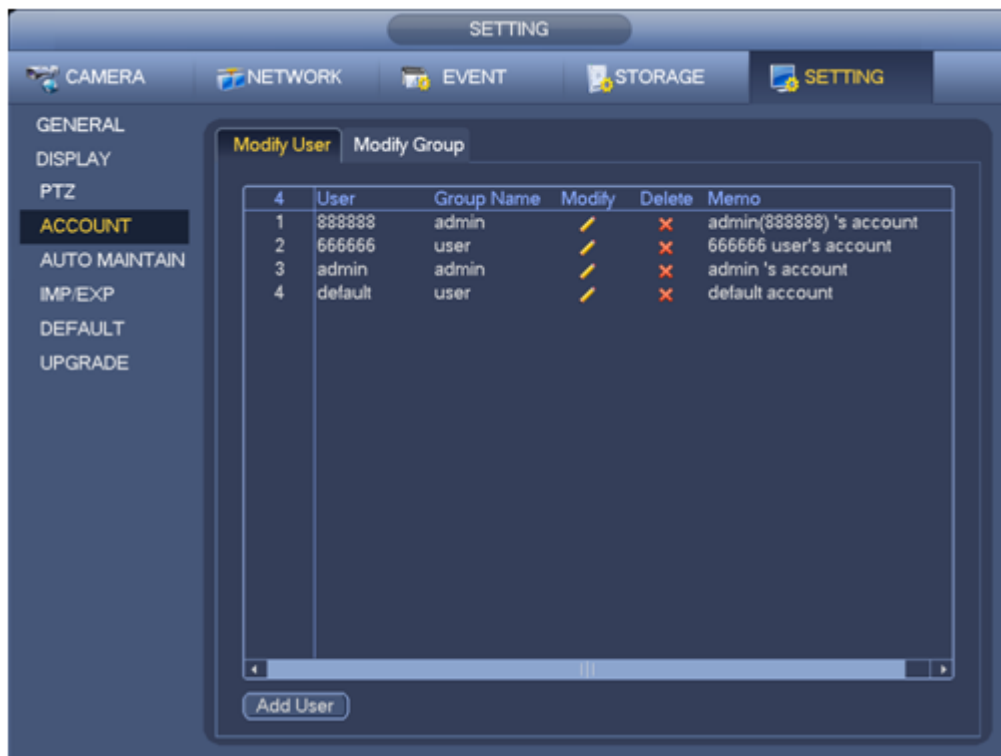 SETTING
CAMERA NETWORK EVENT STORAGE SETTING
GENERAL
DISPLAY
PTZ
ACCOUNT
AUTO MAINTAIN
IMP/EXP
DEFAULT
UPGRADE
Modify User Modify Group
4 User Group Name Modify Delete Memo
1 888888 admin admin(888888) 's account
2 666666 user 666666 user's account
3 admin admin admin 's account
4 default user default account
Add User